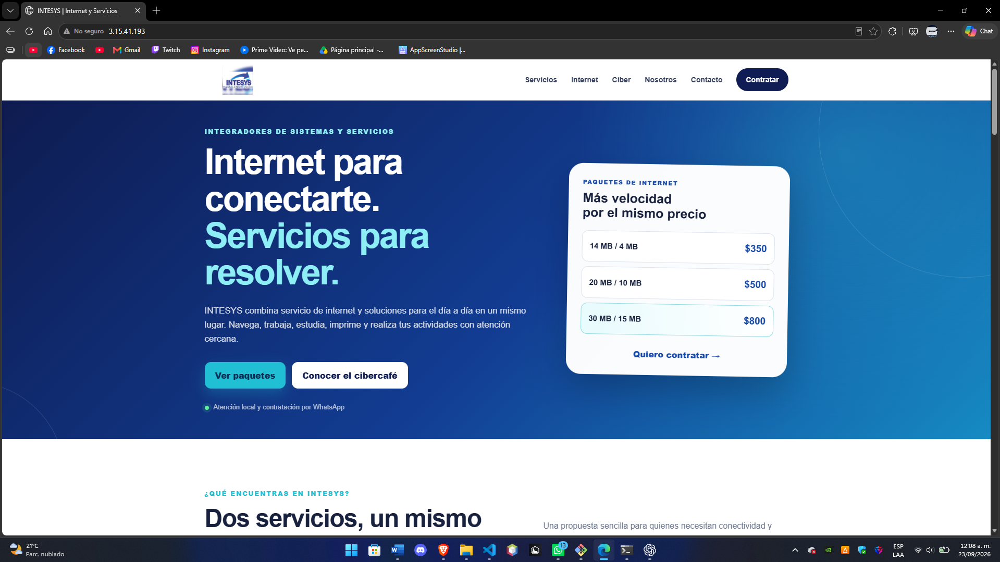 INTESYS | Internet y Servicios
No seguro 3.15.41.193
Chat
Facebook
Gmail
Twitch
Instagram
Prime Video: Ve pe...
Página principal -...
AppScreenStudio |...
INTESYS
Servicios
Internet
Ciber
Nosotros
Contacto
Contratar
INTEGRADORES DE SISTEMAS Y SERVICIOS
Internet para
conectarte.
Servicios para
resolver.
INTESYS combina servicio de internet y soluciones para el día a día en un mismo
lugar. Navega, trabaja, estudia, imprime y realiza tus actividades con atención
cercana.
Ver paquetes
Conocer el cibercafé
Atención local y contratación por WhatsApp
PAQUETES DE INTERNET
Más velocidad
por el mismo precio
14 MB / 4 MB $350
20 MB / 10 MB $500
30 MB / 15 MB $800
Quiero contratar →
¿QUÉ ENCUENTRAS EN INTESYS?
Dos servicios, un mismo
Una propuesta sencilla para quienes necesitan conectividad y
21°C
Parc. nublado
13
ESP
LAA
12:08 a. m.
23/09/2026